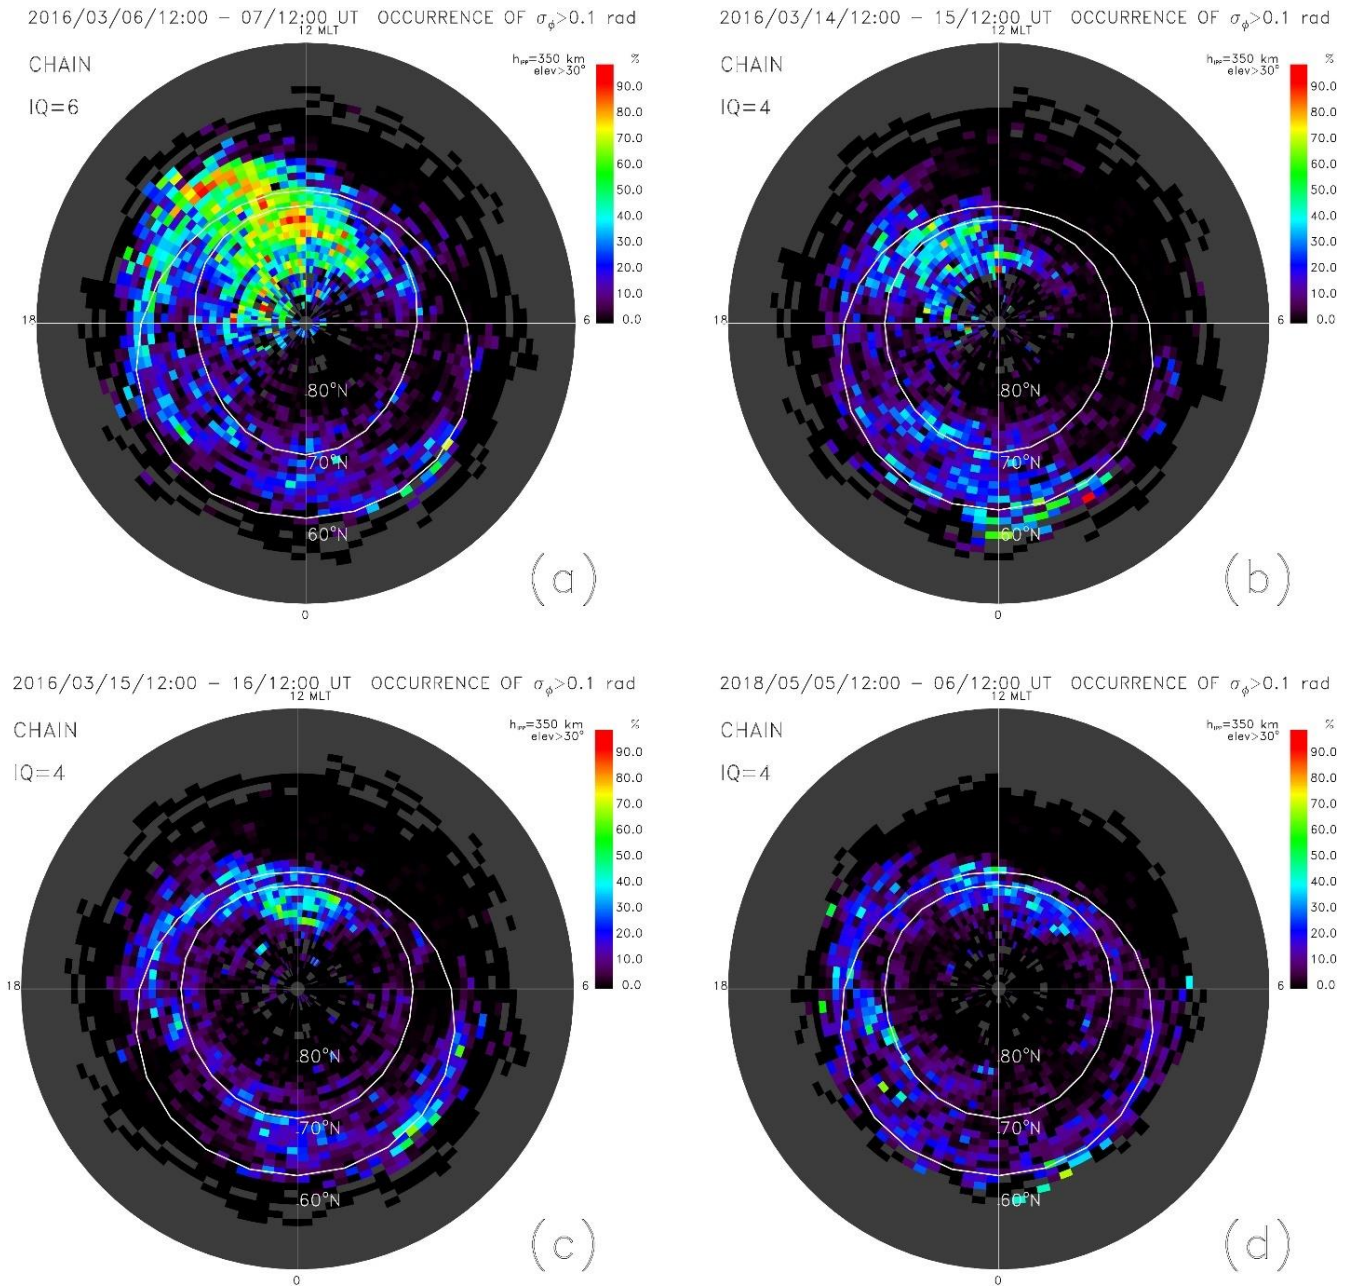 2016/03/06/12:00 - 07/12:00 UT OCCURRENCE OF σϕ>0.1 rad
12 MLT
CHAIN
IQ=6
hIPP=350 km
elev>30°
%
90.0
80.0
70.0
60.0
50.0
40.0
30.0
20.0
10.0
0.0
18
6
80°N
70°N
60°N
0
(a)
2016/03/14/12:00 - 15/12:00 UT OCCURRENCE OF σϕ>0.1 rad
12 MLT
CHAIN
IQ=4
hIPP=350 km
elev>30°
%
90.0
80.0
70.0
60.0
50.0
40.0
30.0
20.0
10.0
0.0
18
6
80°N
70°N
60°N
0
(b)
2016/03/15/12:00 - 16/12:00 UT OCCURRENCE OF σϕ>0.1 rad
12 MLT
CHAIN
IQ=4
hIPP=350 km
elev>30°
%
90.0
80.0
70.0
60.0
50.0
40.0
30.0
20.0
10.0
0.0
18
6
80°N
70°N
60°N
0
(c)
2018/05/05/12:00 - 06/12:00 UT OCCURRENCE OF σϕ>0.1 rad
12 MLT
CHAIN
IQ=4
hIPP=350 km
elev>30°
%
90.0
80.0
70.0
60.0
50.0
40.0
30.0
20.0
10.0
0.0
18
6
80°N
70°N
60°N
0
(d)